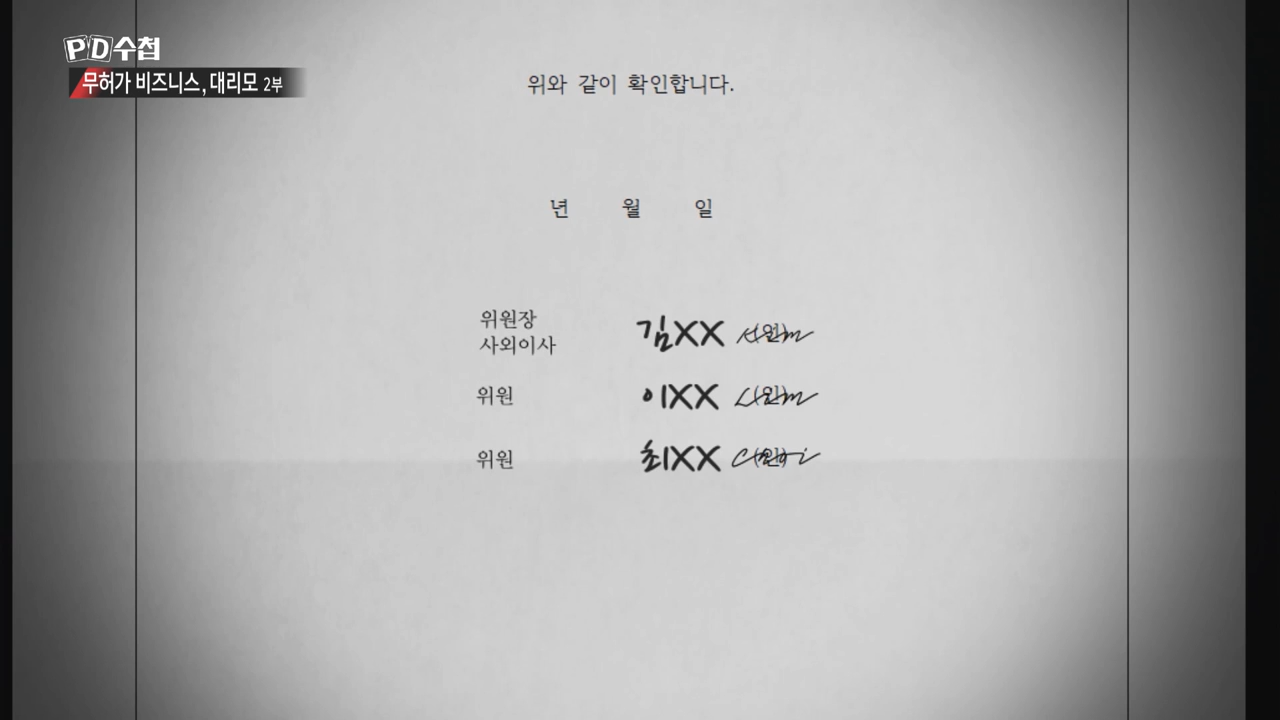 PD수첩
무허가 비즈니스, 대리모 2부
위와 같이 확인합니다.
년 월 일
위원장
사외이사 김XX
위원 이XX
위원 최XX